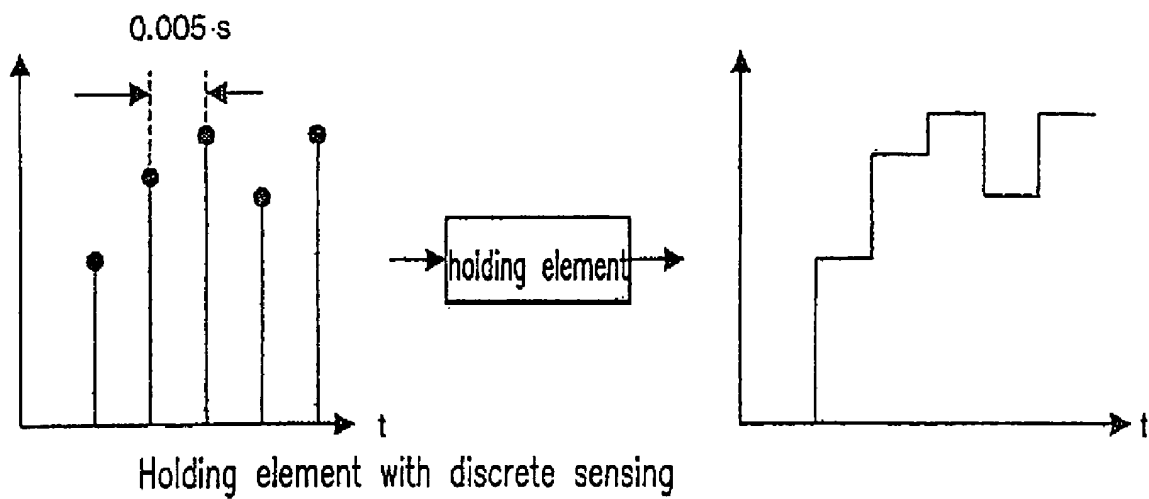 0.005·s
holding element
t
t
Holding element with discrete sensing